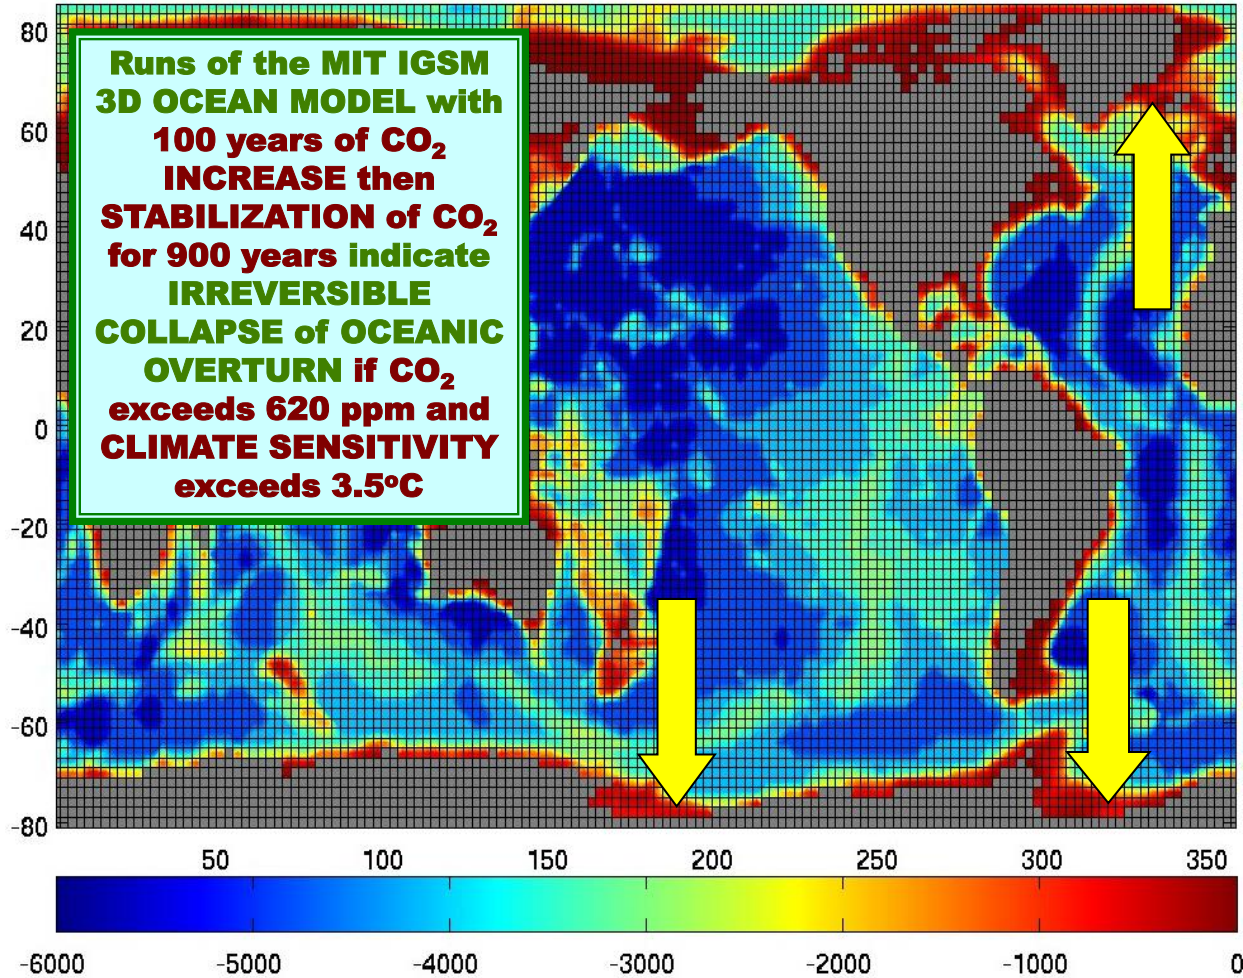 80
60
40
20
0
-20
-40
-60
-80
Runs of the MIT IGSM
3D OCEAN MODEL with
100 years of CO₂
INCREASE then
STABILIZATION of CO₂
for 900 years indicate
IRREVERSIBLE
COLLAPSE of OCEANIC
OVERTURN if CO₂
exceeds 620 ppm and
CLIMATE SENSITIVITY
exceeds 3.5ºC
50 100 150 200 250 300 350
-6000 -5000 -4000 -3000 -2000 -1000 0